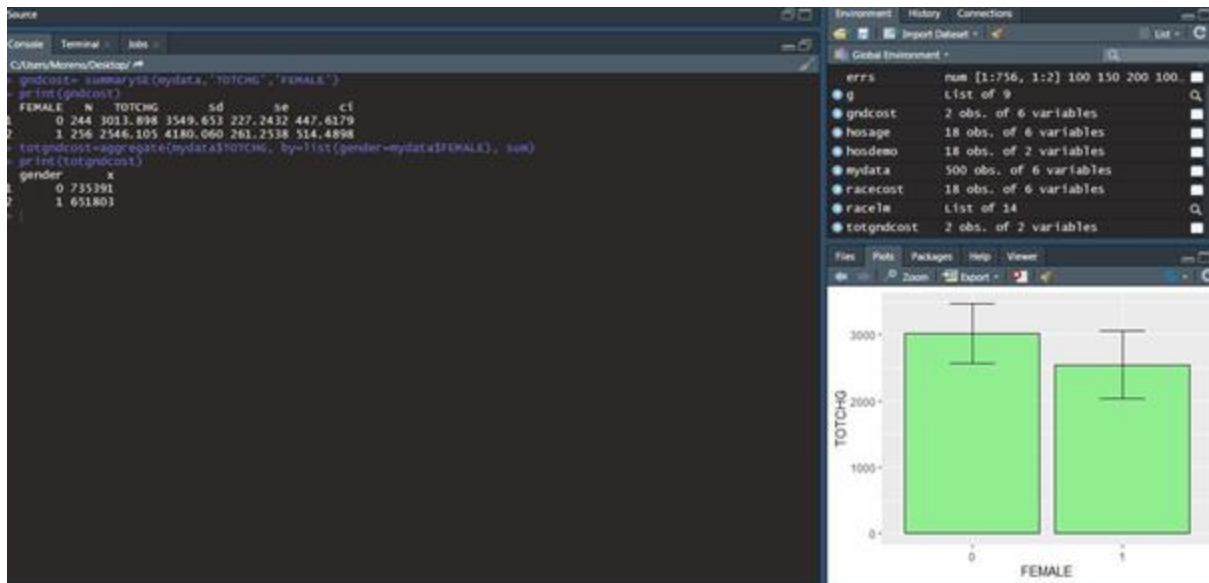 Source
Console Terminal Jobs
C:/Users/Moreno/Desktop/
> gndcost= summarySE(mydata,'TOTCHG','FEMALE')
> print(gndcost)
FEMALE N TOTCHG sd se ci
1 0 244 3013.898 3549.653 227.2432 447.6179
2 1 256 2546.105 4180.060 261.2538 514.4898
> totgndcost=aggregate(mydata$TOTCHG, by=list(gender=mydata$FEMALE), sum)
> print(totgndcost)
gender x
1 0 735391
2 1 651803
>
Environment History Connections
Import Dataset List
Global Environment
errs num [1:756, 1:2] 100 150 200 100..
g List of 9
gndcost 2 obs. of 6 variables
hosage 18 obs. of 6 variables
hosdemo 18 obs. of 2 variables
mydata 500 obs. of 6 variables
racecost 18 obs. of 6 variables
racelm List of 14
totgndcost 2 obs. of 2 variables
Files Plots Packages Help Viewer
Zoom Export
3000
2000
1000
0
TOTCHG
0 1
FEMALE